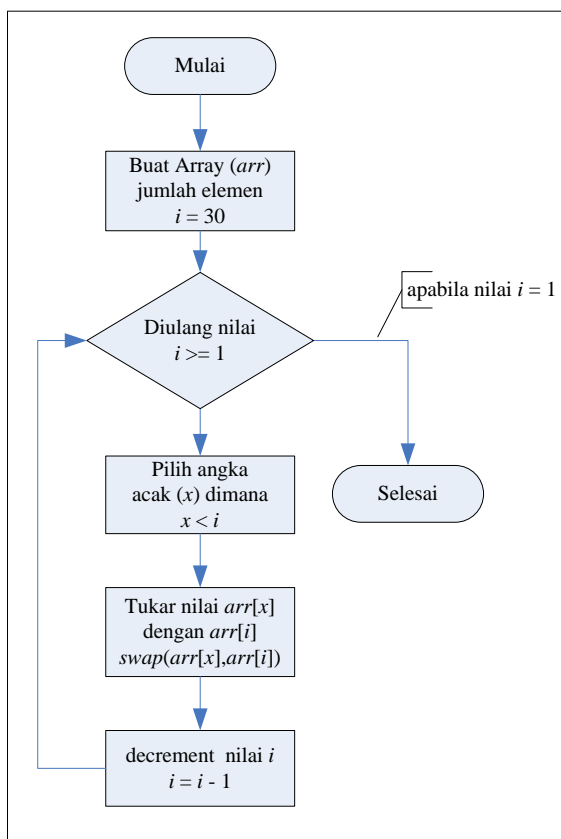 Mulai
Buat Array (arr)
jumlah elemen
i = 30
Diulang nilai
i >= 1
apabila nilai i = 1
Pilih angka
acak (x) dimana
x < i
Selesai
Tukar nilai arr[x]
dengan arr[i]
swap(arr[x],arr[i])
decrement nilai i
i = i - 1